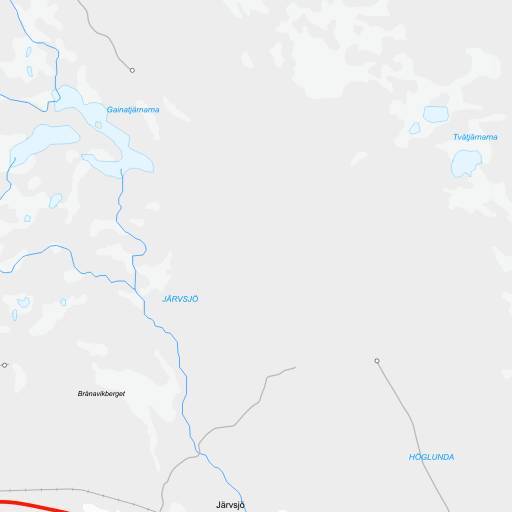 Gainatjärnarna
Tvåtjärnarna
JÄRVSJÖ
Brånavikberget
HÖGLUNDA
Järvsjö